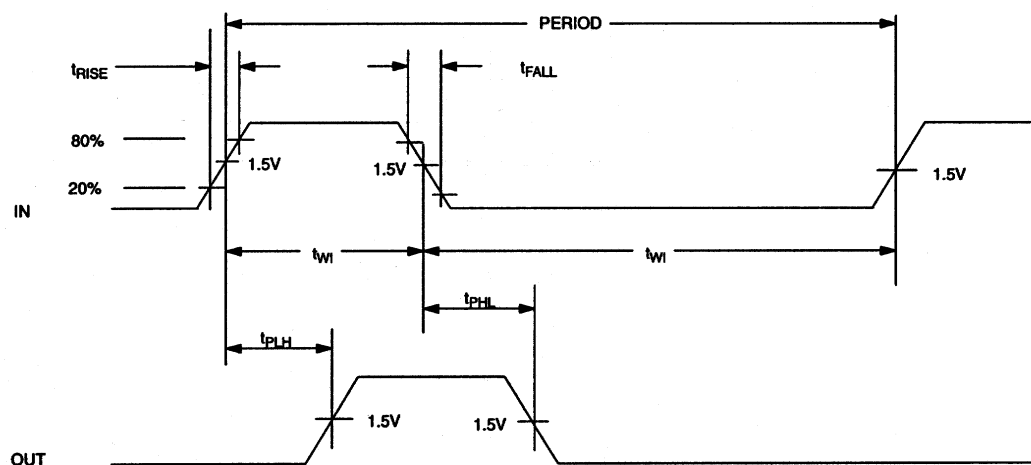 PERIOD
tRISE
tFALL
80%
1.5V
1.5V
1.5V
20%
IN
tWI
tWI
tPHL
tPLH
1.5V
1.5V
OUT